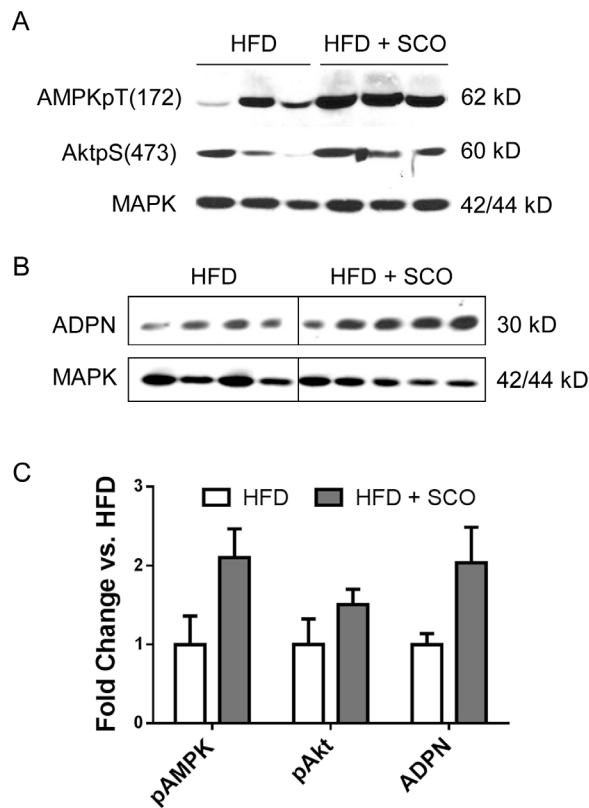 A
HFD HFD + SCO
AMPKpT(172) 62 kD
AktpS(473) 60 kD
MAPK 42/44 kD
B
HFD HFD + SCO
ADPN 30 kD
MAPK 42/44 kD
C
HFD HFD + SCO
Fold Change vs. HFD
3
2
1
0
pAMPK pAkt ADPN